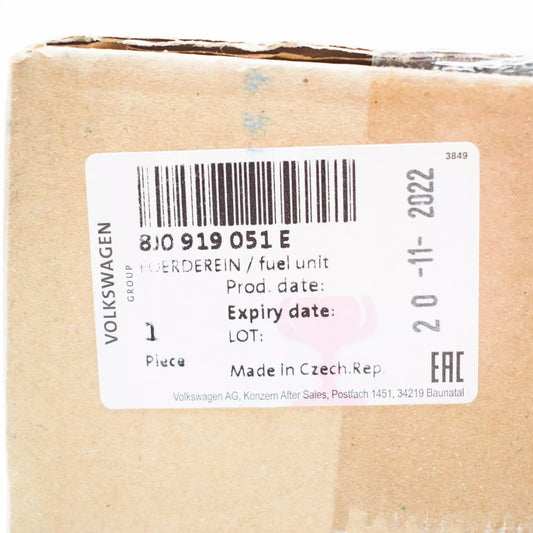 3849
8J0 919 051 E
FOERDEREIN / fuel unit
Prod. date:
Expiry date:
LOT:
1
Piece
Made in Czech.Rep.
20 -11- 2022
EAC
VOLKSWAGEN
GROUP
Volkswagen AG, Konzern After Sales, Postfach 1451, 34219 Baunatal